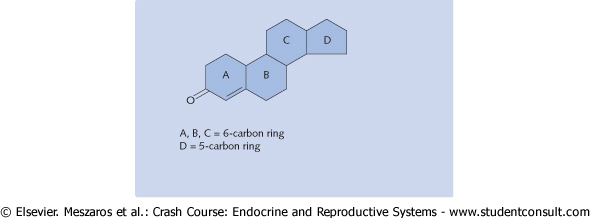 C
D
A
B
O
A, B, C = 6-carbon ring
D = 5-carbon ring
© Elsevier. Meszaros et al.: Crash Course: Endocrine and Reproductive Systems - www.studentconsult.com